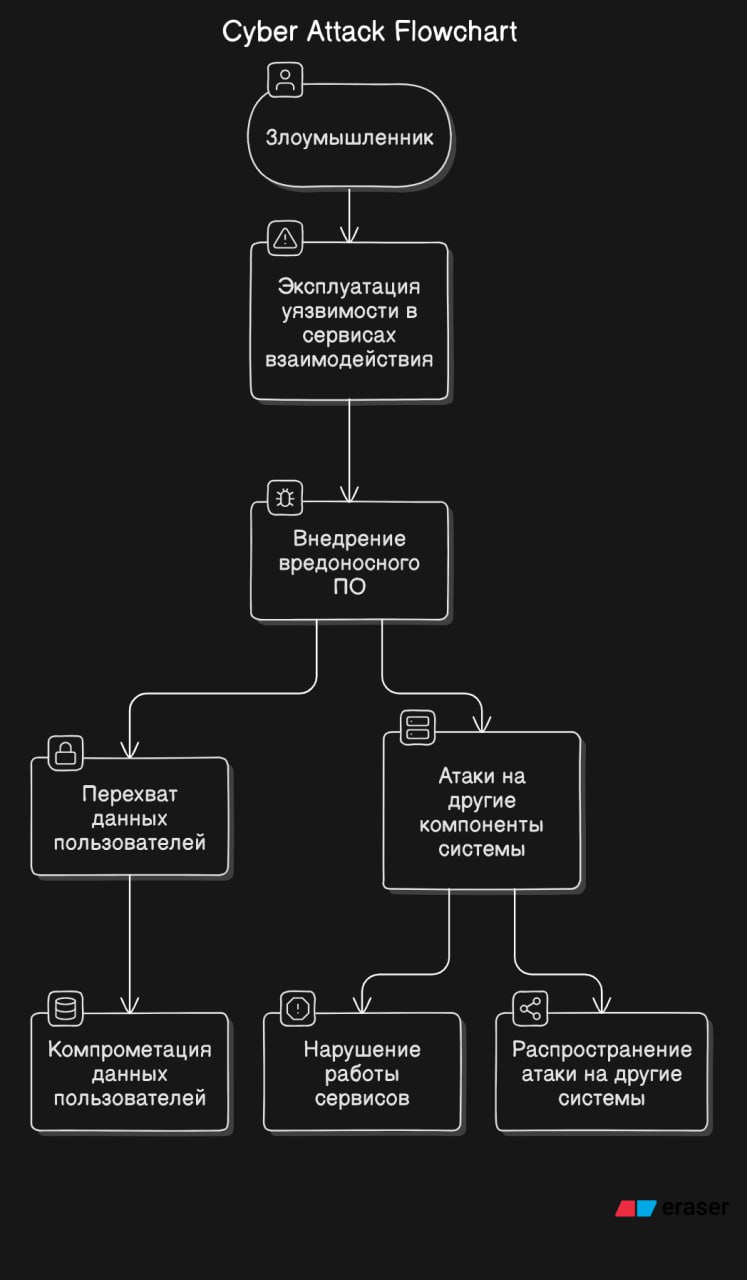 Cyber Attack Flowchart
Злоумышленник
Эксплуатация
уязвимости в
сервисах
взаимодействия
Внедрение
вредоносного
ПО
Перехват
данных
пользователей
Атаки на
другие
компоненты
системы
Компрометация
данных
пользователей
Нарушение
работы
сервисов
Распространение
атаки на другие
системы
eraser